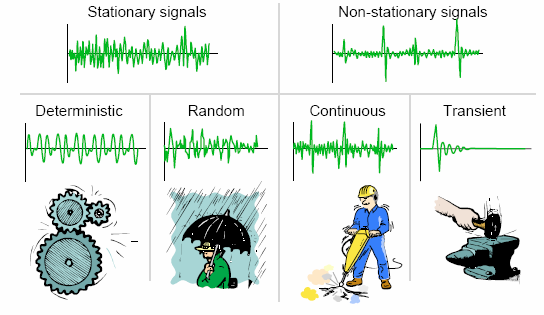 Stationary signals
Non-stationary signals
Deterministic
Random
Continuous
Transient